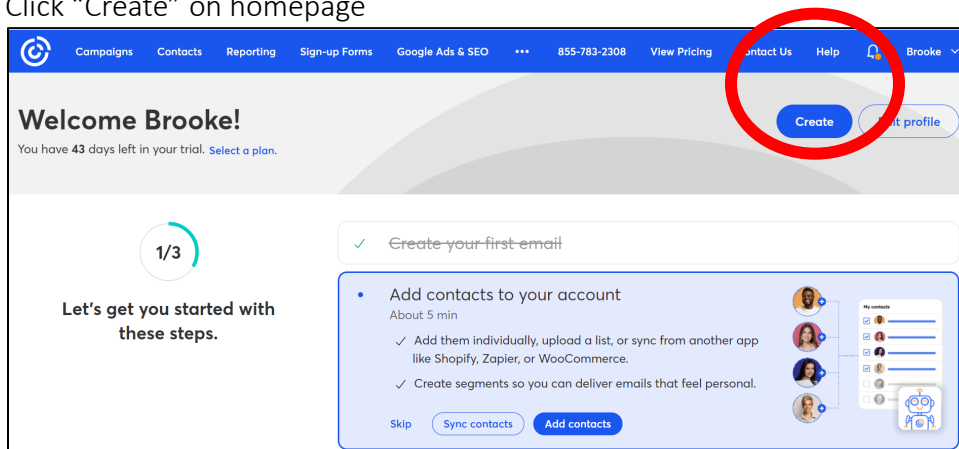 Click “Create” on homepage
Campaigns Contacts Reporting Sign-up Forms Google Ads & SEO ••• 855-783-2308 View Pricing Contact Us Help Brooke
Welcome Brooke!
Create
profile
You have 43 days left in your trial. Select a plan.
1/3
Create your first email
Let's get you started with
these steps.
Add contacts to your account
About 5 min
Add them individually, upload a list, or sync from another app
like Shopify, Zapier, or WooCommerce.
Create segments so you can deliver emails that feel personal.
Skip Sync contacts Add contacts
My contacts